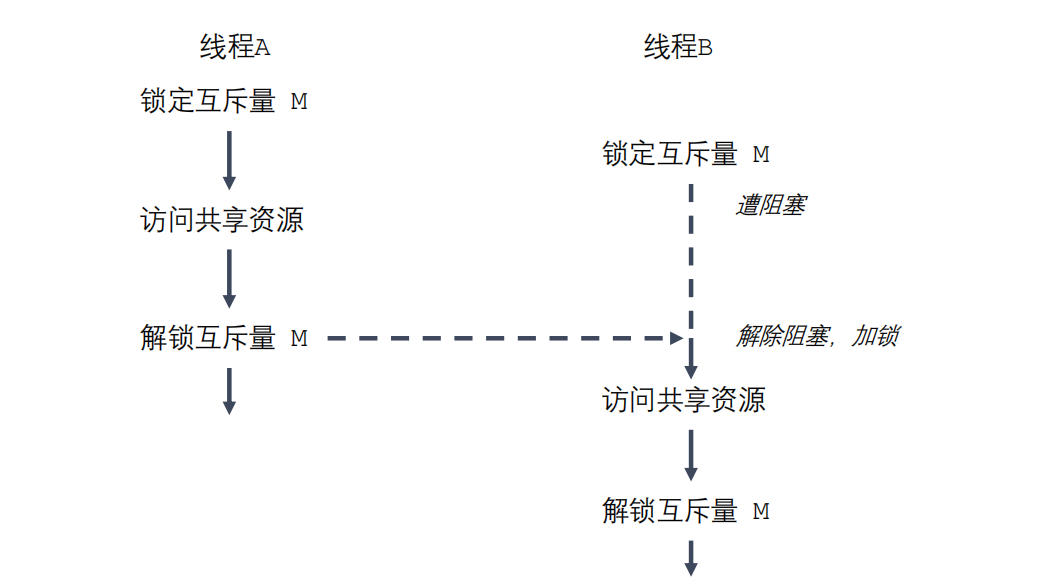 线程A
线程B
锁定互斥量 M
锁定互斥量 M
遭阻塞
访问共享资源
解锁互斥量 M
解除阻塞，加锁
访问共享资源
解锁互斥量 M